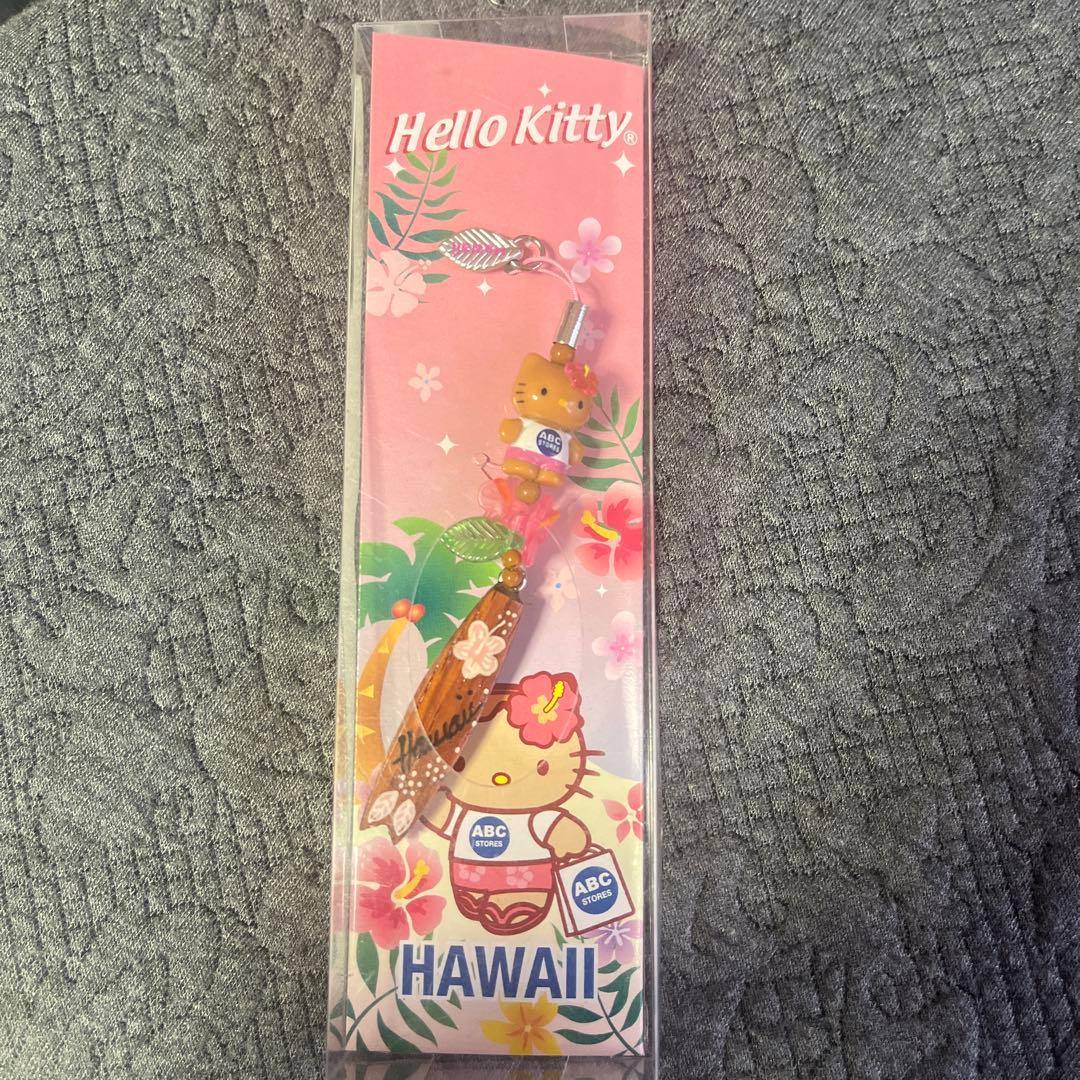 Hello Kitty®
ABC
STORES
Hawaii
ABC
STORES
ABC
STORES
HAWAII